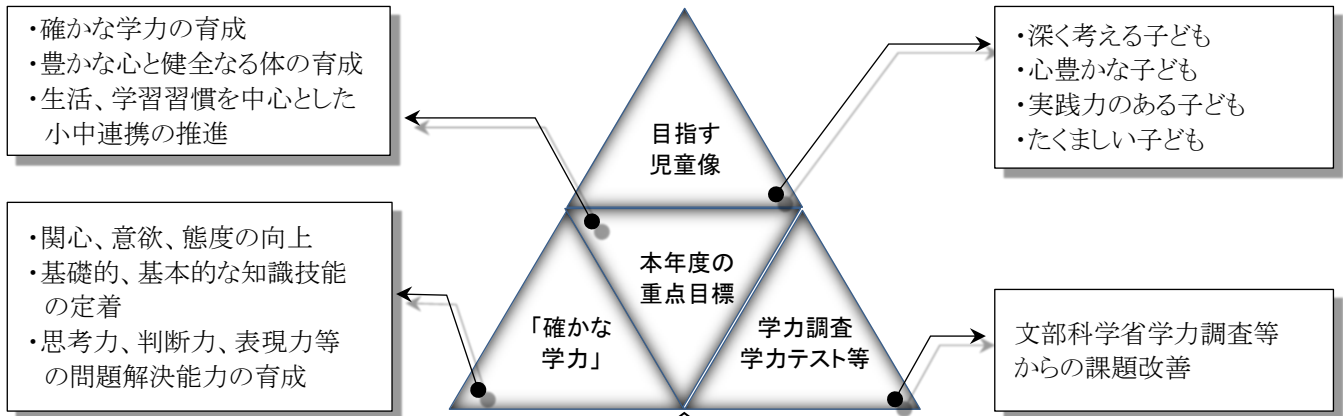 ・確かな学力の育成
・豊かな心と健全なる体の育成
・生活、学習習慣を中心とした
小中連携の推進
・深く考える子ども
・心豊かな子ども
・実践力のある子ども
・たくましい子ども
目指す
児童像
・関心、意欲、態度の向上
・基礎的、基本的な知識技能
の定着
・思考力、判断力、表現力等
の問題解決能力の育成
本年度の
重点目標
「確かな
学力」
学力調査
学力テスト等
文部科学省学力調査等
からの課題改善